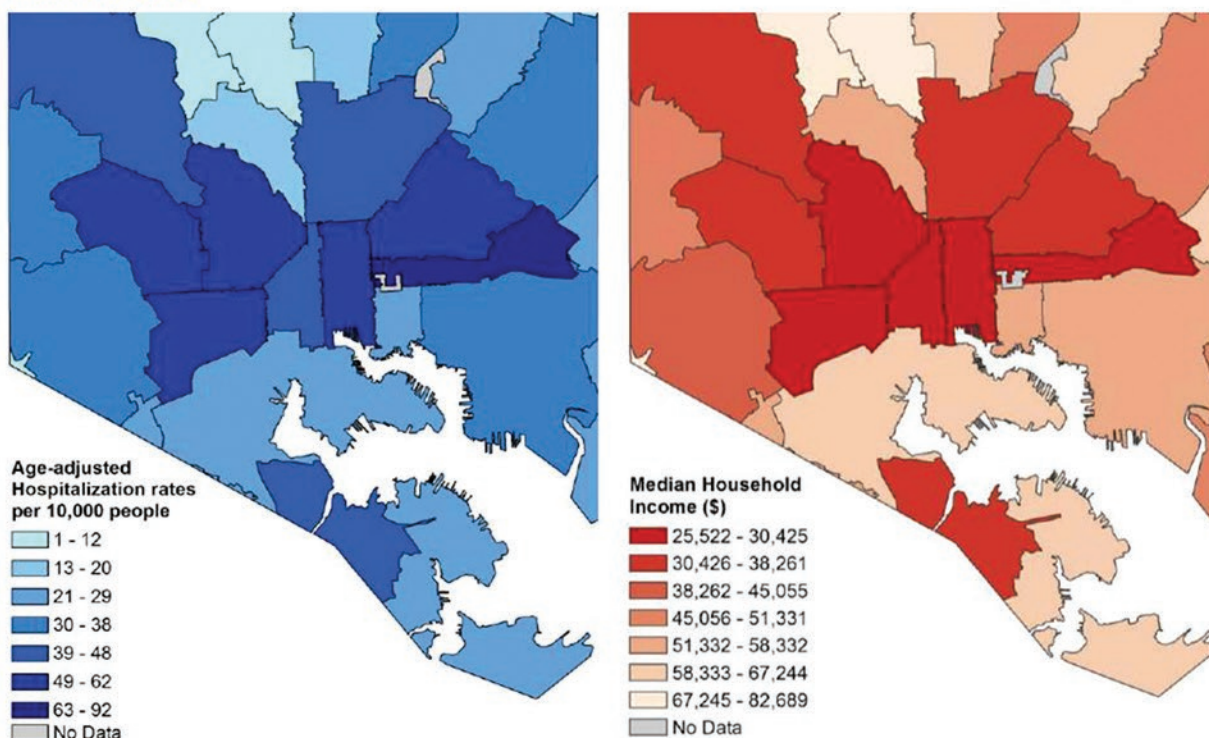 Age-adjusted
Hospitalization rates
per 10,000 people
1 - 12
13 - 20
21 - 29
30 - 38
39 - 48
49 - 62
63 - 92
No Data
Median Household
Income ($)
25,522 - 30,425
30,426 - 38,261
38,262 - 45,055
45,056 - 51,331
51,332 - 58,332
58,333 - 67,244
67,245 - 82,689
No Data